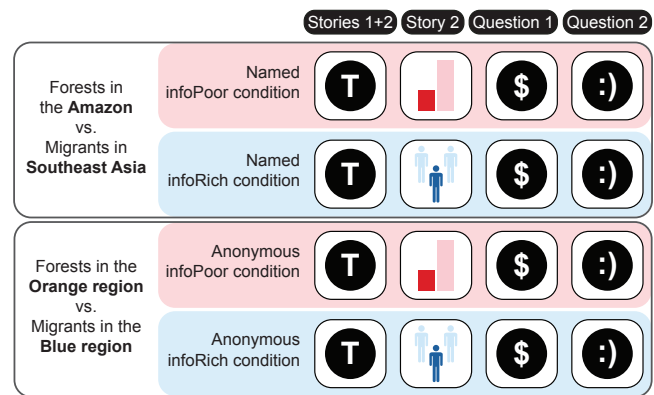 Stories 1+2 Story 2 Question 1 Question 2
Forests in
the Amazon
vs.
Migrants in
Southeast Asia
Named
infoPoor condition
T $ :)
Named
infoRich condition
T $ :)
Forests in the
Orange region
vs.
Migrants in the
Blue region
Anonymous
infoPoor condition
T $ :)
Anonymous
infoRich condition
T $ :)